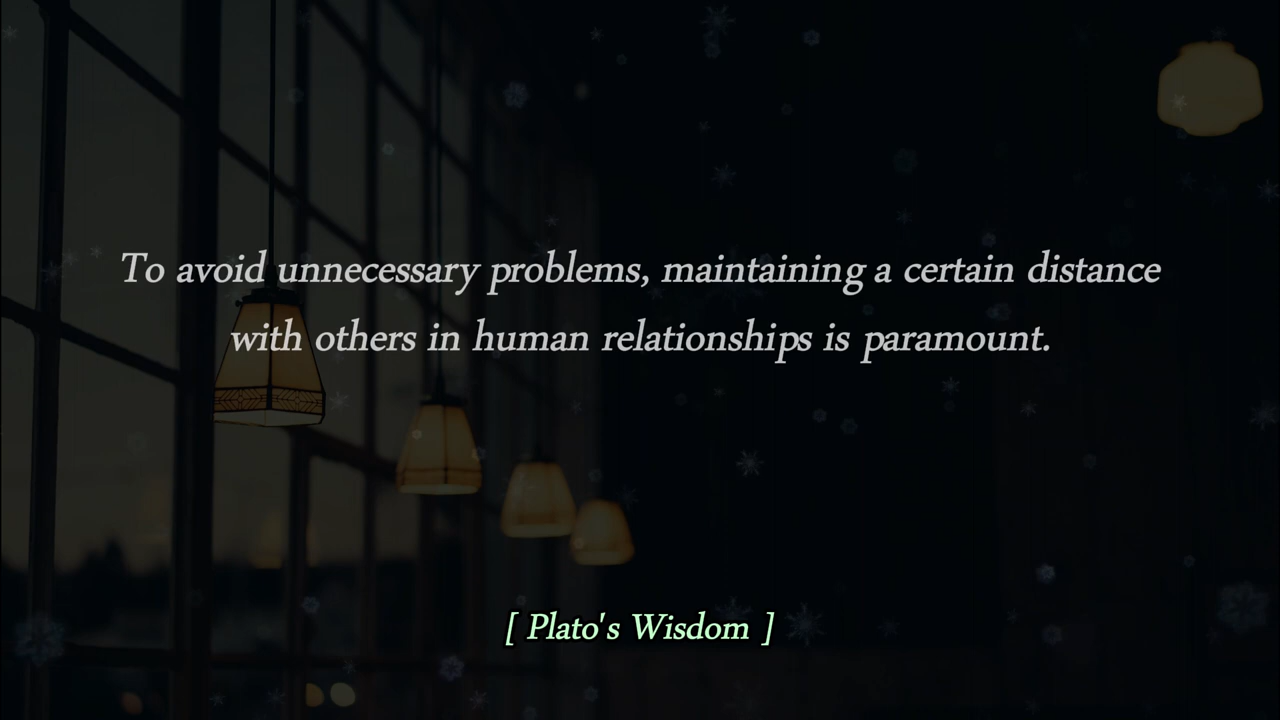 To avoid unnecessary problems, maintaining a certain distance
with others in human relationships is paramount.
[ Plato's Wisdom ]